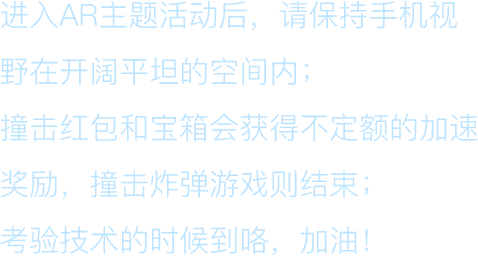 进入AR主题活动后，请保持手机视
野在开阔平坦的空间内；
撞击红包和宝箱会获得不定额的加速
奖励，撞击炸弹游戏则结束；
考验技术的时候到咯，加油！